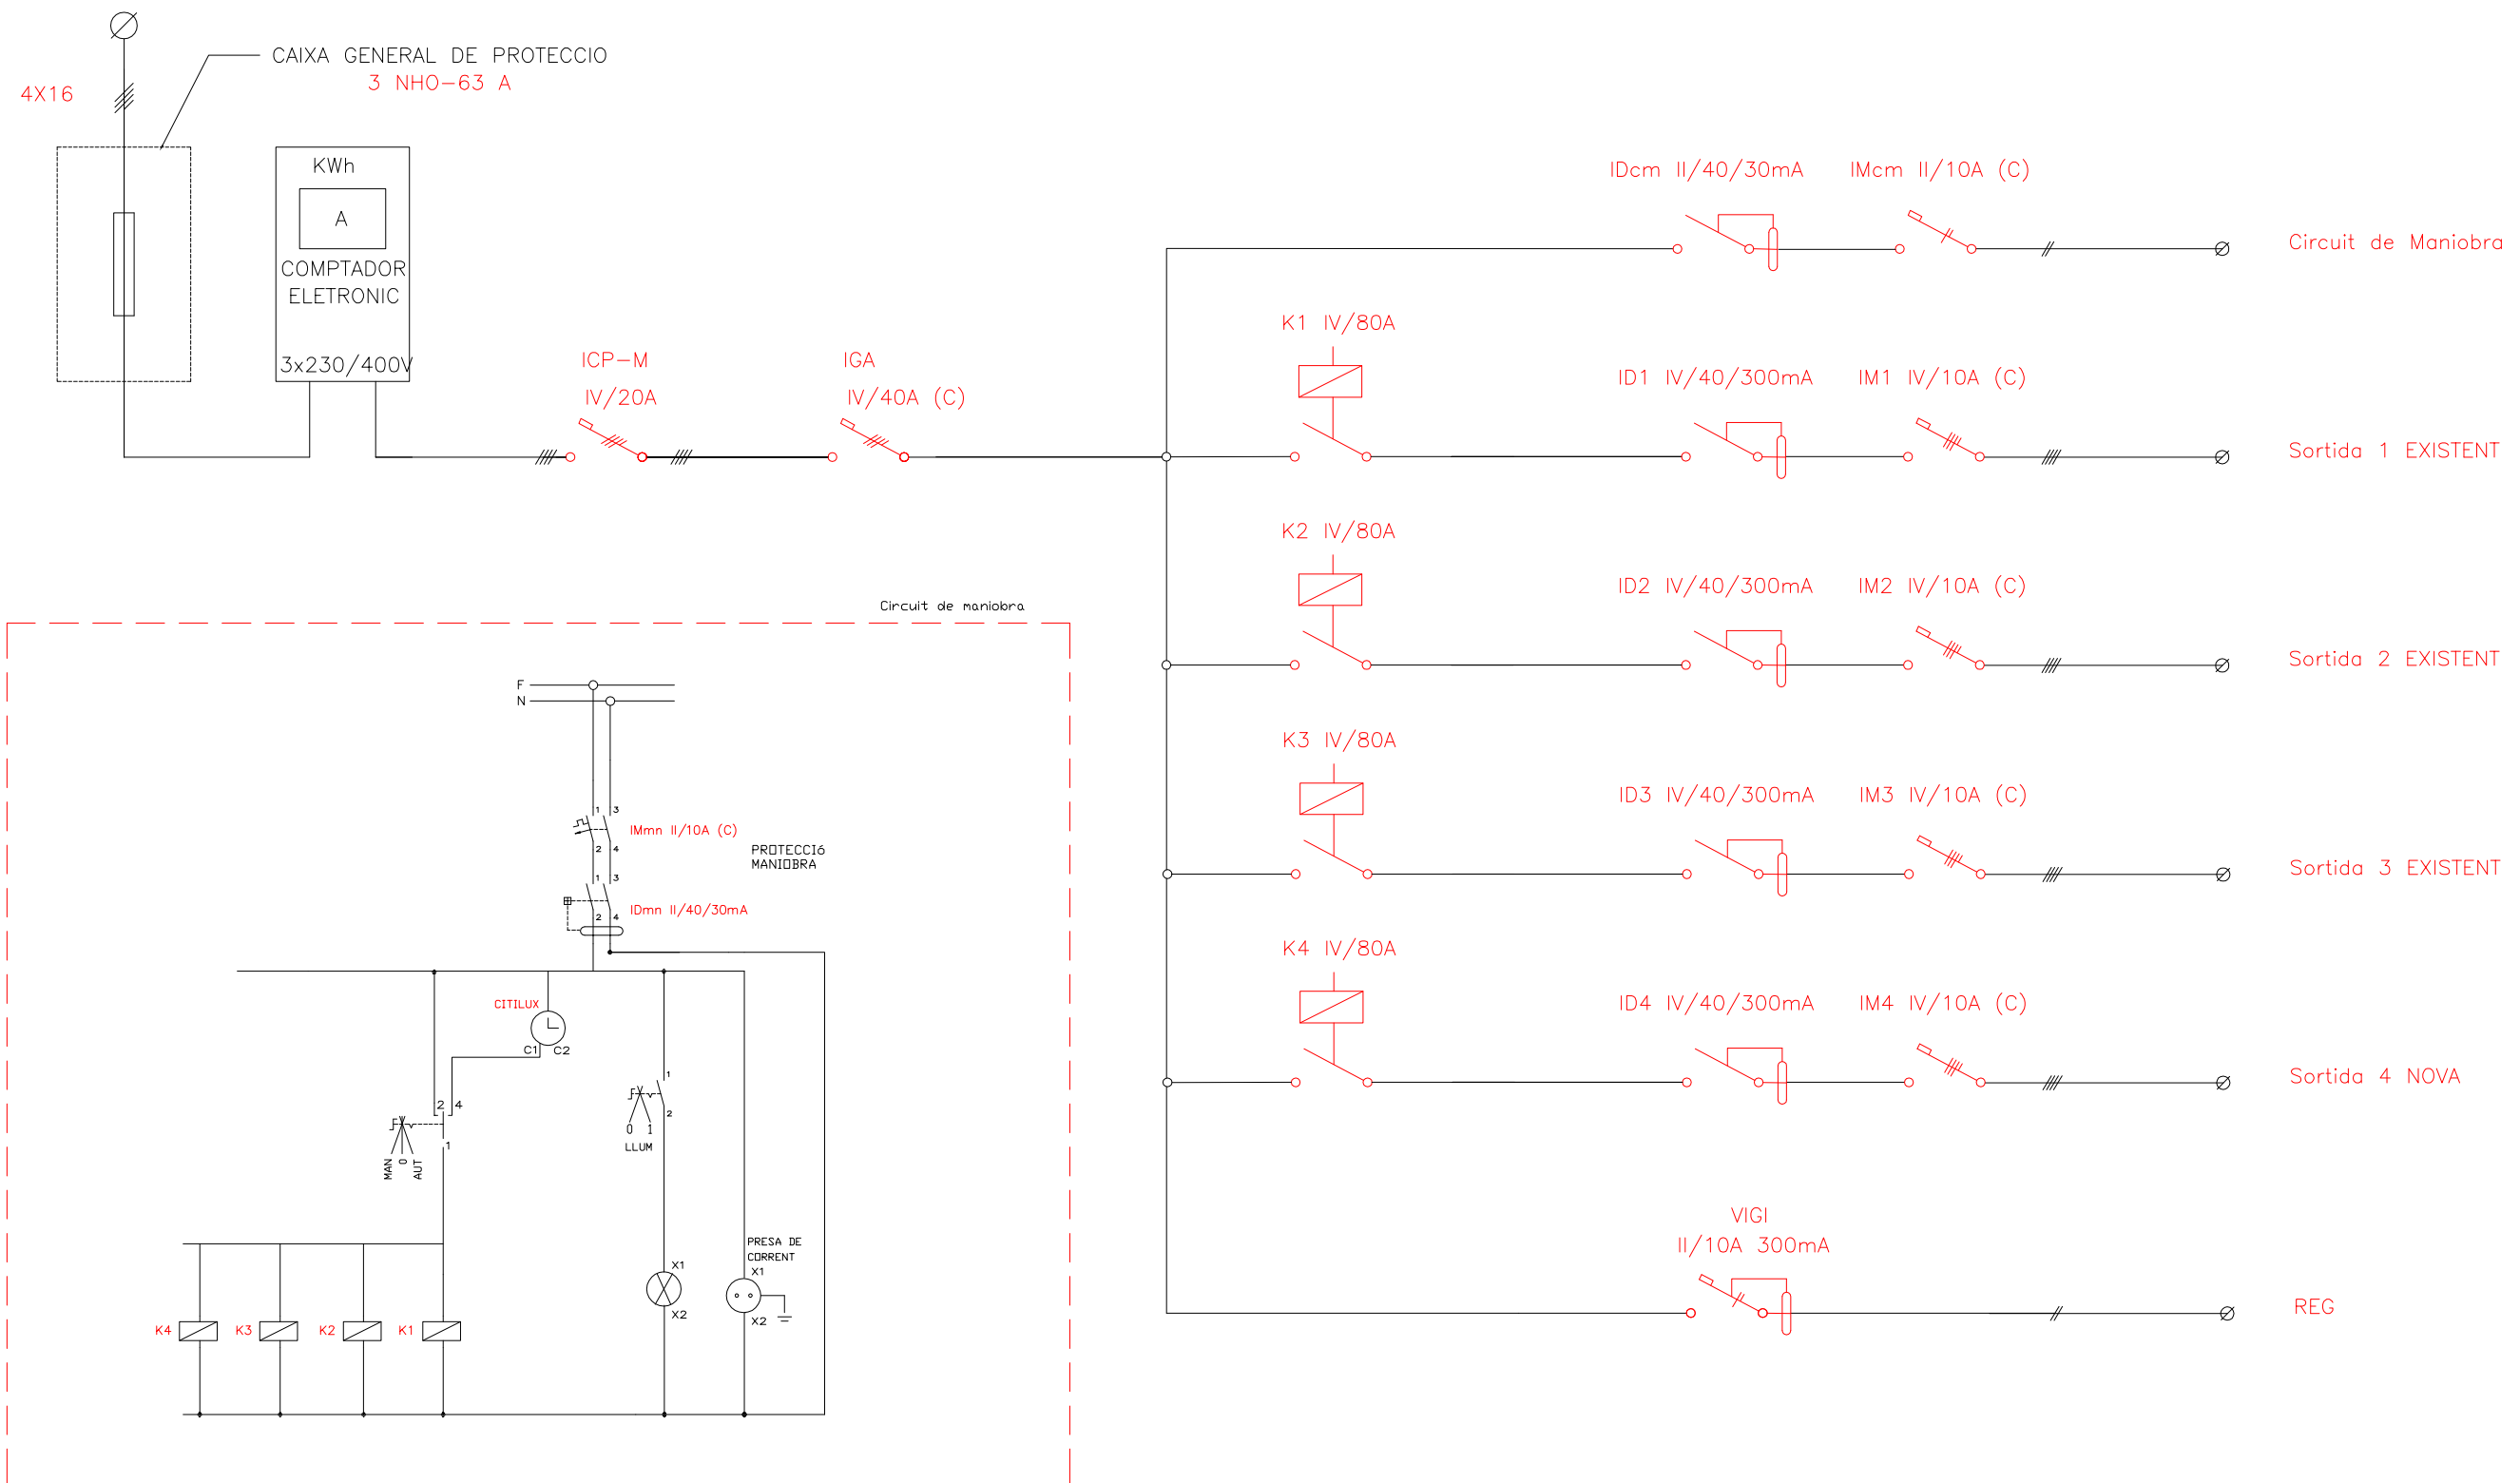 CAIXA GENERAL DE PROTECCIO
3 NHO-63 A
4X16
KWh
A
COMPTADOR
ELETRONIC
3x230/400V
ICP-M
IV/20A
IGA
IV/40A (C)
IDcm II/40/30mA
IMcm II/10A (C)
Circuit de Maniobra
K1 IV/80A
ID1 IV/40/300mA
IM1 IV/10A (C)
Sortida 1 EXISTENT
K2 IV/80A
ID2 IV/40/300mA
IM2 IV/10A (C)
Sortida 2 EXISTENT
K3 IV/80A
ID3 IV/40/300mA
IM3 IV/10A (C)
Sortida 3 EXISTENT
K4 IV/80A
ID4 IV/40/300mA
IM4 IV/10A (C)
Sortida 4 NOVA
VIGI
II/10A 300mA
REG
Circuit de maniobra
F
N
1 3
IMmn II/10A (C)
2 4
PROTECCIó
MANIOBRA
1 3
IDmn II/40/30mA
2 4
CITILUX
C1 C2
2 4
1
MAN
0
AUT
1
2
0 1
LLUM
PRESA DE
CORRENT
X1
X2
X1
X2
K4
K3
K2
K1